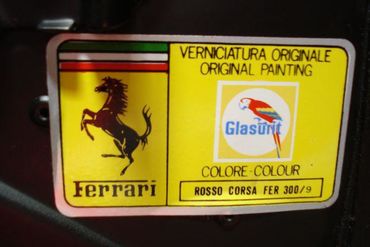 VERNICIATURA ORIGINALE
ORIGINAL PAINTING
Glasurit
COLORE-COLOUR
ROSSO CORSA FER 300/9
Ferrari